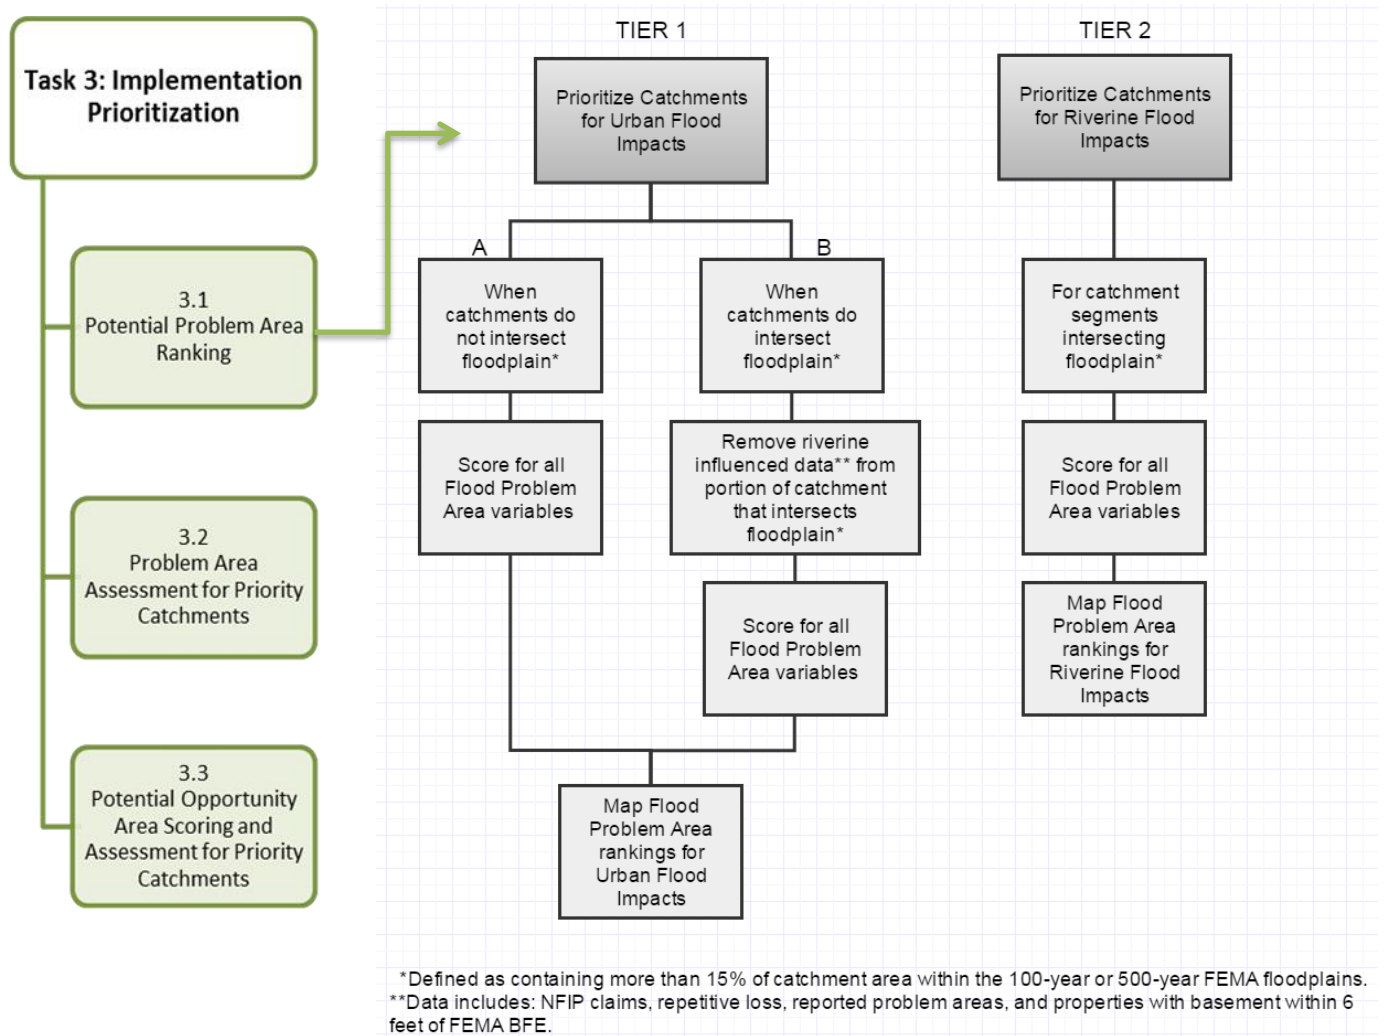 Task 3: Implementation
Prioritization
3.1
Potential Problem Area
Ranking
3.2
Problem Area
Assessment for Priority
Catchments
3.3
Potential Opportunity
Area Scoring and
Assessment for Priority
Catchments
TIER 1
Prioritize Catchments
for Urban Flood
Impacts
A
When
catchments do
not intersect
floodplain*
Score for all
Flood Problem
Area variables
B
When
catchments do
intersect
floodplain*
Remove riverine
influenced data** from
portion of catchment
that intersects
floodplain*
Score for all
Flood Problem
Area variables
Map Flood
Problem Area
rankings for
Urban Flood
Impacts
TIER 2
Prioritize Catchments
for Riverine Flood
Impacts
For catchment
segments
intersecting
floodplain*
Score for all
Flood Problem
Area variables
Map Flood
Problem Area
rankings for
Riverine Flood
Impacts
*Defined as containing more than 15% of catchment area within the 100-year or 500-year FEMA floodplains.
**Data includes: NFIP claims, repetitive loss, reported problem areas, and properties with basement within 6
feet of FEMA BFE.